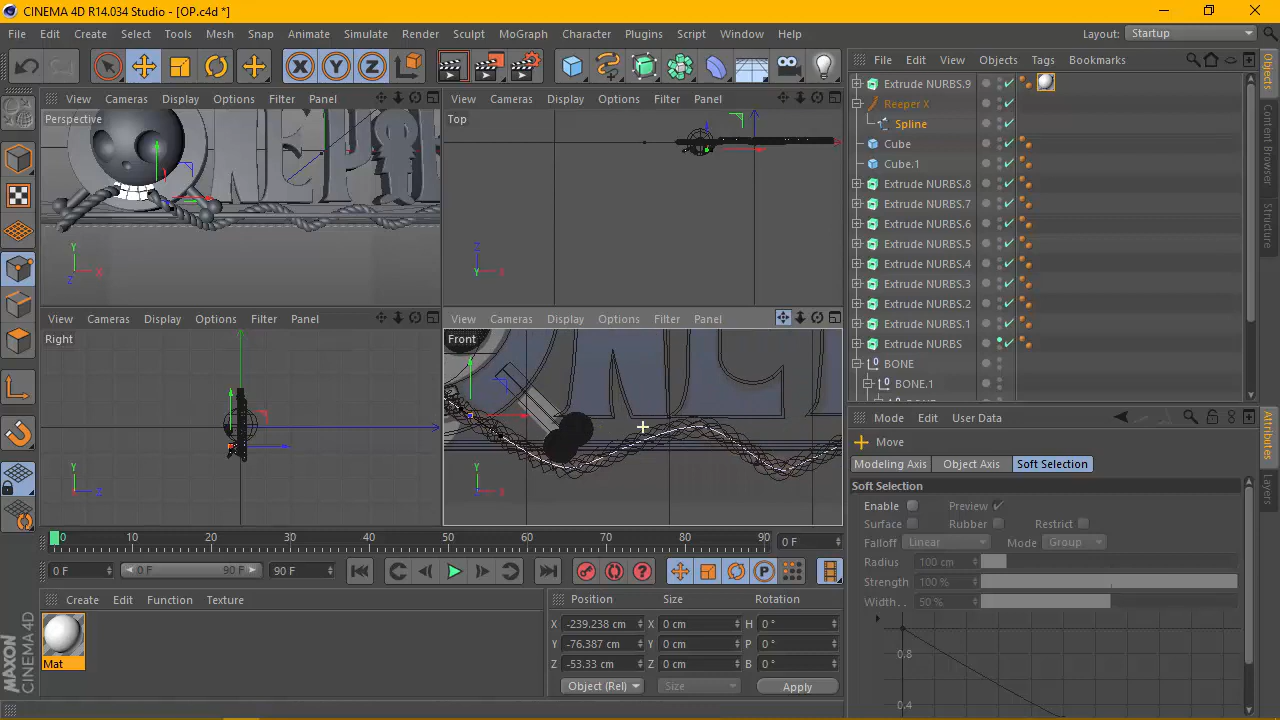 CINEMA 4D R14.034 Studio - [OP.c4d *]
File Edit Create Select Tools Mesh Snap Animate Simulate Render Sculpt MoGraph Character Plugins Script Window Help Layout: Startup
X Y Z
File Edit View Objects Tags Bookmarks
View Cameras Display Options Filter Panel
View Cameras Display Options Filter Panel
Perspective
Top
Extrude NURBS.9
Reeper X
Spline
Cube
Cube.1
Extrude NURBS.8
Extrude NURBS.7
Extrude NURBS.6
Extrude NURBS.5
Extrude NURBS.4
Extrude NURBS.3
Extrude NURBS.2
Extrude NURBS.1
Extrude NURBS
BONE
BONE.1
Objects
Content Browser
Structure
Y X Z
Z Y X
View Cameras Display Options Filter Panel
View Cameras Display Options Filter Panel
Right
Front
Y X Z
Y Z X
Mode Edit User Data
Move
Modeling Axis Object Axis Soft Selection
Soft Selection
Enable Preview
Surface Rubber Restrict
Falloff Linear Mode Group
Radius 100 cm
Strength 100 %
Width . . 50 %
0.8
0.4
Attributes
Layers
0 10 20 30 40 50 60 70 80 90 0 F
0 F 0 F 90 F 90 F
P
Create Edit Function Texture
Mat
MAXON
CINEMA 4D
Position Size Rotation
X -239.238 cm X 0 cm H 0 °
Y -76.387 cm Y 0 cm P 0 °
Z -53.33 cm Z 0 cm B 0 °
Object (Rel) Size Apply